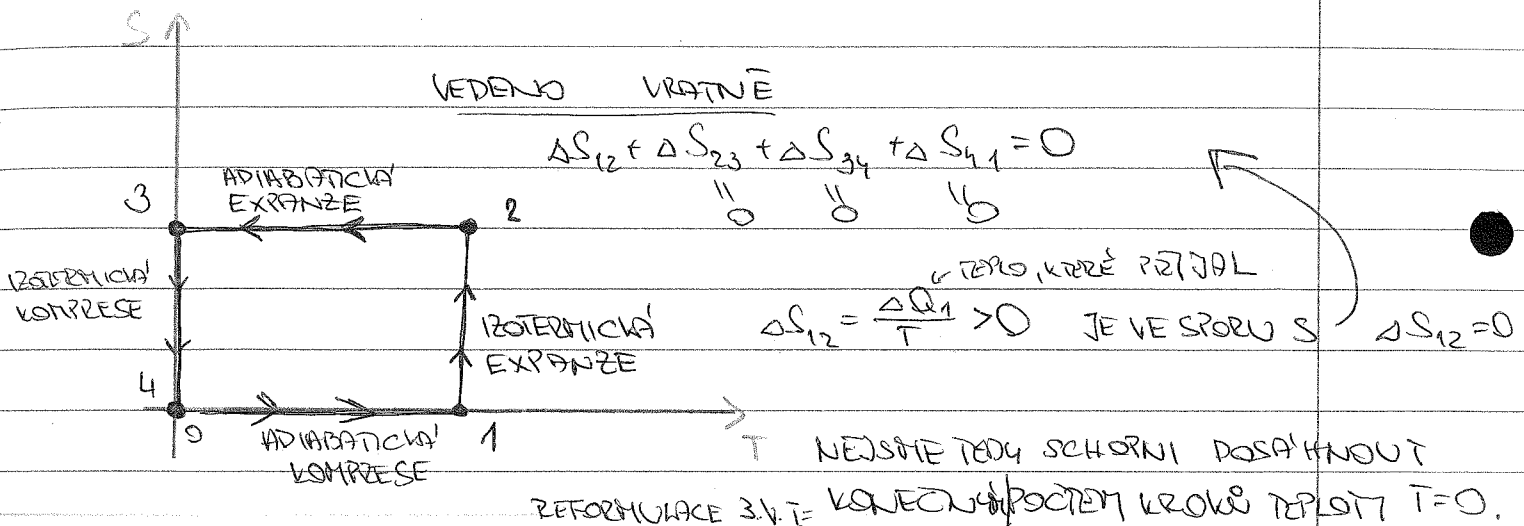 S
VEDENO VRATNĚ
ΔS₁₂ + ΔS₂₃ + ΔS₃₄ + ΔS₄₁ = 0
" " "
0 0 0
ADIABATICKÁ
EXPANZE
3
2
IZOTERMICKÁ
KOMPRESE
IZOTERMICKÁ
EXPANZE
TEPLO, KTERÉ PŘIJAL
ΔS₁₂ = ΔQ₁/T > 0 JE VE SPORU S ΔS₁₂ = 0
4
0
1
T
ADIABATICKÁ
KOMPRESE
NEJSME TEDY SCHOPNI DOSÁHNOUT
REFORMULACE 3.V.T= KONEČNÝM POČTEM KROKŮ TEPLOTY T=0.